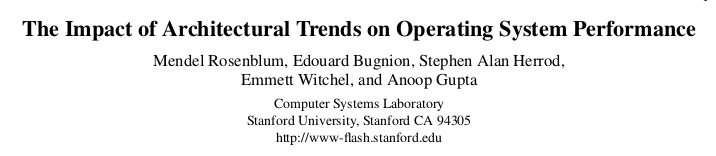 The Impact of Architectural Trends on Operating System Performance
Mendel Rosenblum, Edouard Bugnion, Stephen Alan Herrod,
Emmett Witchel, and Anoop Gupta
Computer Systems Laboratory
Stanford University, Stanford CA 94305
http://www-flash.stanford.edu